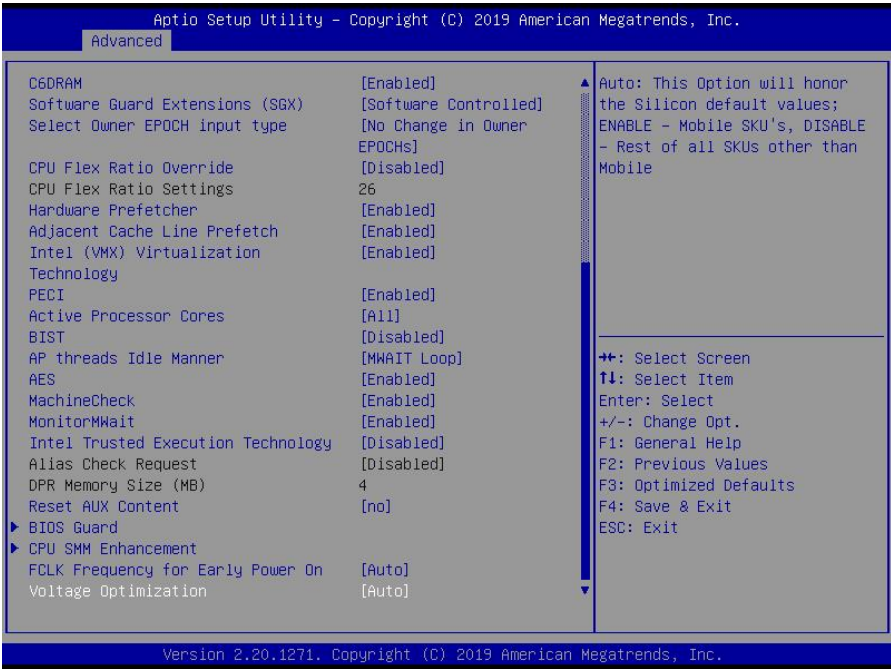 Aptio Setup Utility – Copyright (C) 2019 American Megatrends, Inc.
Advanced
C6DRAM [Enabled]
Software Guard Extensions (SGX) [Software Controlled]
Select Owner EPOCH input type [No Change in Owner
EPOCHs]
CPU Flex Ratio Override [Disabled]
CPU Flex Ratio Settings 26
Hardware Prefetcher [Enabled]
Adjacent Cache Line Prefetch [Enabled]
Intel (VMX) Virtualization [Enabled]
Technology
PECI [Enabled]
Active Processor Cores [All]
BIST [Disabled]
AP threads Idle Manner [MWAIT Loop]
AES [Enabled]
MachineCheck [Enabled]
MonitorMWait [Enabled]
Intel Trusted Execution Technology [Disabled]
Alias Check Request [Disabled]
DPR Memory Size (MB) 4
Reset AUX Content [no]
BIOS Guard
CPU SMM Enhancement
FCLK Frequency for Early Power On [Auto]
Voltage Optimization [Auto]
Auto: This Option will honor
the Silicon default values;
ENABLE – Mobile SKU's, DISABLE
– Rest of all SKUs other than
Mobile
→←: Select Screen
↑↓: Select Item
Enter: Select
+/-: Change Opt.
F1: General Help
F2: Previous Values
F3: Optimized Defaults
F4: Save & Exit
ESC: Exit
Version 2.20.1271. Copyright (C) 2019 American Megatrends, Inc.